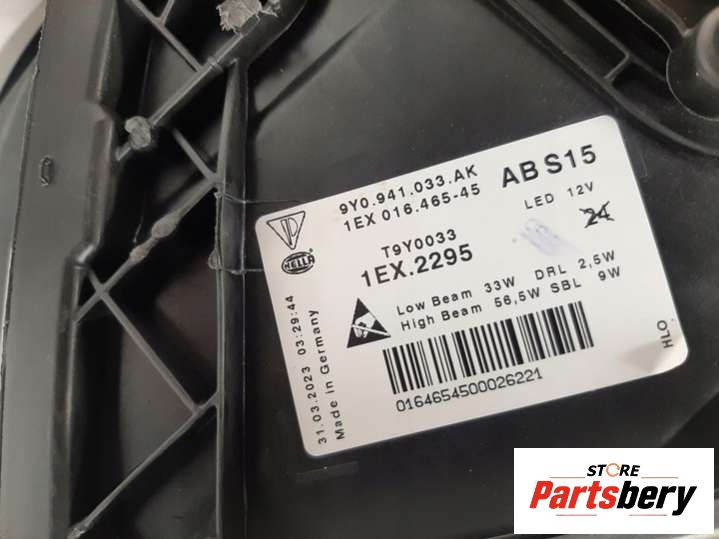 9Y0.941.033.AK
1EX 016.465-45
AB S15
LED 12V
24
T9Y0033
1EX.2295
HELLA
Low Beam 33W DRL 2,5W
High Beam 56,5W SBL 9W
0164654500026221
31.03.2023 03:29:44
Made in Germany
HLO.
STORE
Partsbery